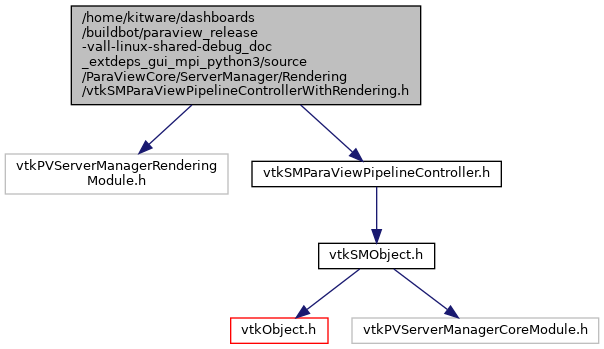 /home/kitware/dashboards
/buildbot/paraview_release
-vall-linux-shared-debug_doc
_extdeps_gui_mpi_python3/source
/ParaViewCore/ServerManager/Rendering
/vtkSMParaViewPipelineControllerWithRendering.h
vtkPVServerManagerRendering
Module.h
vtkSMParaViewPipelineController.h
vtkSMObject.h
vtkObject.h
vtkPVServerManagerCoreModule.h